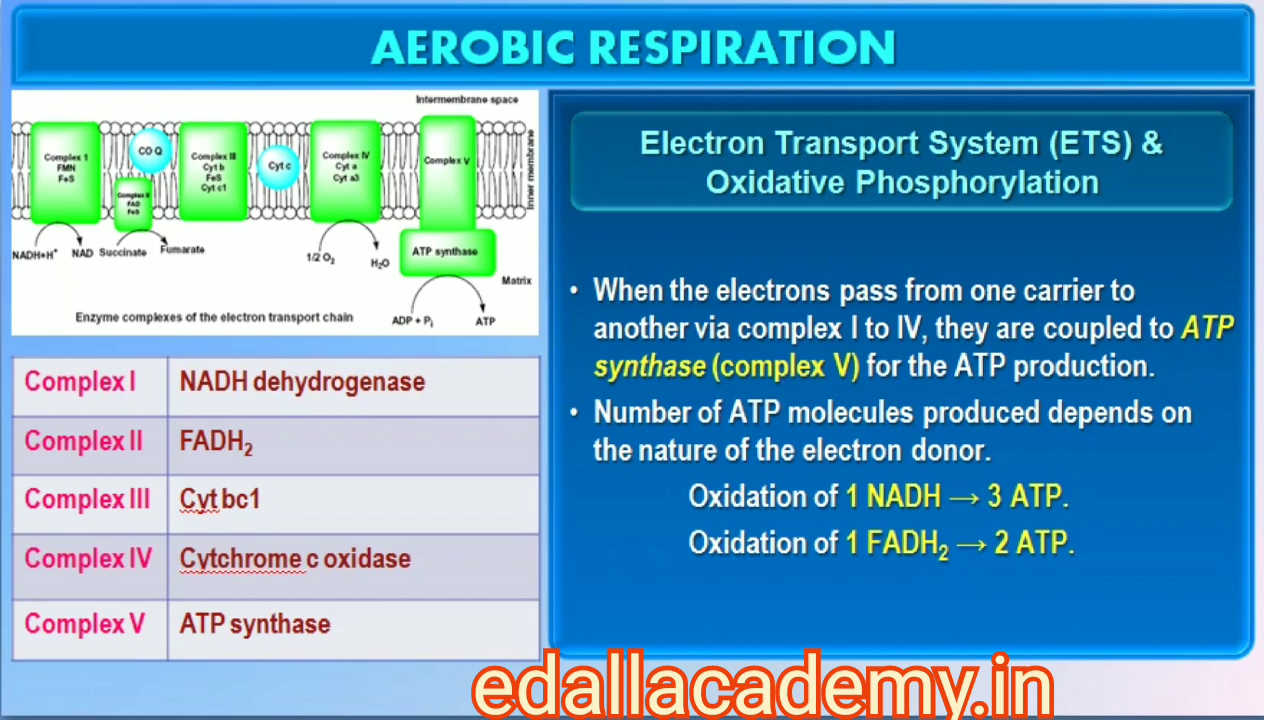 AEROBIC RESPIRATION
Intermembrane space
Inner membrane
Complex 1
FMN
FeS
CO Q
Complex II
FAD
FeS
Complex III
Cyt b
FeS
Cyt c1
Cyt c
Complex IV
Cyt a
Cyt a3
Complex V
ATP synthase
NADH+H⁺
NAD
Succinate
Fumarate
1/2 O₂
H₂O
Matrix
ADP + Pᵢ
ATP
Enzyme complexes of the electron transport chain
Complex I NADH dehydrogenase
Complex II FADH₂
Complex III Cyt bc1
Complex IV Cytchrome c oxidase
Complex V ATP synthase
Electron Transport System (ETS) &
Oxidative Phosphorylation
• When the electrons pass from one carrier to
another via complex I to IV, they are coupled to ATP
synthase (complex V) for the ATP production.
• Number of ATP molecules produced depends on
the nature of the electron donor.
Oxidation of 1 NADH → 3 ATP.
Oxidation of 1 FADH₂ → 2 ATP.
edallacademy.in